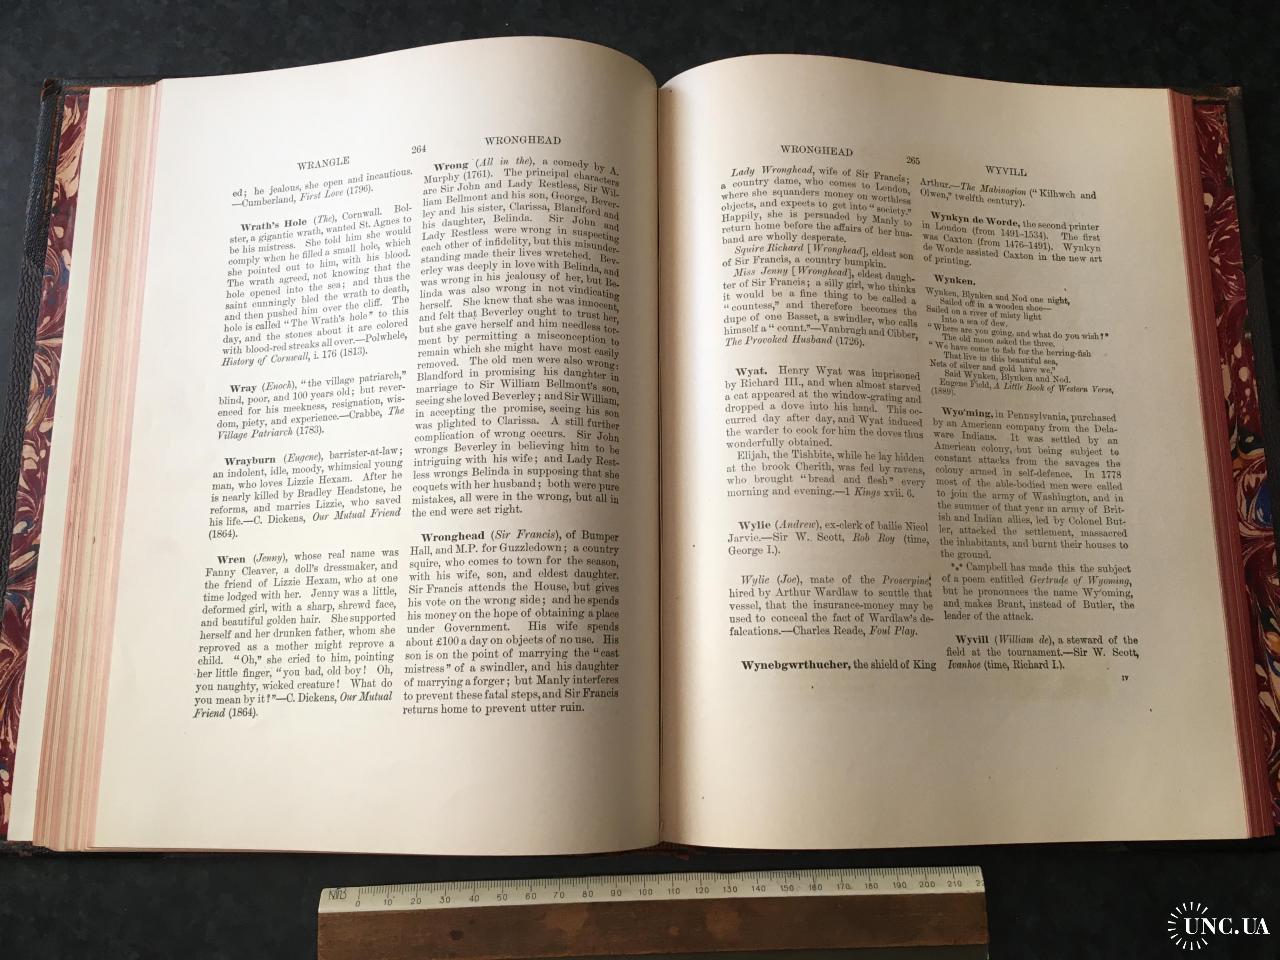 WRANGLE
264
WRONGHEAD
ed; he jealous, she open and incautious.
—Cumberland, First Love (1796).
Wrath's Hole (The), Cornwall. Bol-
ster, a gigantic wrath, wanted St. Agnes to
be his mistress. She told him she would
comply when he filled a small hole, which
she pointed out to him, with his blood.
The wrath agreed, not knowing that the
hole opened into the sea; and thus the
saint cunningly bled the wrath to death,
and then pushed him over the cliff. The
hole is called "The Wrath's hole" to this
day, and the stones about it are colored
with blood-red streaks all over.—Polwhele,
History of Cornwall, i. 176 (1813).
Wray (Enoch), "the village patriarch,"
blind, poor, and 100 years old; but rever-
enced for his meekness, resignation, wis-
dom, piety, and experience.—Crabbe, The
Village Patriarch (1783).
Wrayburn (Eugene), barrister-at-law;
an indolent, idle, moody, whimsical young
man, who loves Lizzie Hexam. After he
is nearly killed by Bradley Headstone, he
reforms, and marries Lizzie, who saved
his life.—C. Dickens, Our Mutual Friend
(1864).
Wren (Jenny), whose real name was
Fanny Cleaver, a doll's dressmaker, and
the friend of Lizzie Hexam, who at one
time lodged with her. Jenny was a little,
deformed girl, with a sharp, shrewd face,
and beautiful golden hair. She supported
herself and her drunken father, whom she
reproved as a mother might reprove a
child. "Oh," she cried to him, pointing
her little finger, "you bad, old boy! Oh,
you naughty, wicked creature! What do
you mean by it?"—C. Dickens, Our Mutual
Friend (1864).
Wrong (All in the), a comedy by A.
Murphy (1761). The principal characters
are Sir John and Lady Restless, Sir Wil-
liam Bellmont and his son, George, Bever-
ley and his sister, Clarissa, Blandford and
his daughter, Belinda. Sir John and
Lady Restless were wrong in suspecting
each other of infidelity, but this misunder-
standing made their lives wretched. Bev-
erley was deeply in love with Belinda, and
was wrong in his jealousy of her, but Be-
linda was also wrong in not vindicating
herself. She knew that she was innocent,
and felt that Beverley ought to trust her,
but she gave herself and him needless tor-
ment by permitting a misconception to
remain which she might have most easily
removed. The old men were also wrong:
Blandford in promising his daughter in
marriage to Sir William Bellmont's son,
seeing she loved Beverley; and Sir William,
in accepting the promise, seeing his son
was plighted to Clarissa. A still further
complication of wrong occurs. Sir John
wrongs Beverley in believing him to be
intriguing with his wife; and Lady Rest-
less wrongs Belinda in supposing that she
coquets with her husband; both were pure
mistakes, all were in the wrong, but all in
the end were set right.
Wronghead (Sir Francis), of Bumper
Hall, and M.P. for Guzzledown; a country
squire, who comes to town for the season,
with his wife, son, and eldest daughter.
Sir Francis attends the House, but gives
his vote on the wrong side; and he spends
his money on the hope of obtaining a place
under Government. His wife spends
about £100 a day on objects of no use. His
son is on the point of marrying the "cast
mistress" of a swindler, and his daughter
of marrying a forger; but Manly interferes
to prevent these fatal steps, and Sir Francis
returns home to prevent utter ruin.
WRONGHEAD
265
WYVILL
Lady Wronghead, wife of Sir Francis;
a country dame, who comes to London,
where she squanders money on worthless
objects, and expects to get into "society."
Happily, she is persuaded by Manly to
return home before the affairs of her hus-
band are wholly desperate.
Squire Richard [Wronghead], eldest son
of Sir Francis, a country bumpkin.
Miss Jenny [Wronghead], eldest daugh-
ter of Sir Francis; a silly girl, who thinks
it would be a fine thing to be called a
"countess," and therefore becomes the
dupe of one Basset, a swindler, who calls
himself a "count."—Vanbrugh and Cibber,
The Provoked Husband (1726).
Wyat. Henry Wyat was imprisoned
by Richard III., and when almost starved
a cat appeared at the window-grating and
dropped a dove into his hand. This oc-
curred day after day, and Wyat induced
the warder to cook for him the doves thus
wonderfully obtained.
Elijah, the Tishbite, while he lay hidden
at the brook Cherith, was fed by ravens,
who brought "bread and flesh" every
morning and evening.—1 Kings xvii. 6.
Wylie (Andrew), ex-clerk of bailie Nicol
Jarvie.—Sir W. Scott, Rob Roy (time,
George I.).
Wylie (Joe), mate of the Proserpine,
hired by Arthur Wardlaw to scuttle that
vessel, that the insurance-money may be
used to conceal the fact of Wardlaw's de-
falcations.—Charles Reade, Foul Play.
Wynebgwrthucher, the shield of King
Arthur.—The Mabinogion ("Kilhwch and
Olwen," twelfth century).
Wynkyn de Worde, the second printer
in London (from 1491-1534). The first
was Caxton (from 1476-1491). Wynkyn
de Worde assisted Caxton in the new art
of printing.
Wynken.
Wynken, Blynken and Nod one night,
Sailed off in a wooden shoe—
Sailed on a river of misty light
Into a sea of dew.
"Where are you going, and what do you wish?"
The old moon asked the three.
"We have come to fish for the herring-fish
That live in this beautiful sea,
Nets of silver and gold have we,"
Said Wynken, Blynken and Nod.
Eugene Field, A Little Book of Western Verse,
(1889).
Wyo'ming, in Pennsylvania, purchased
by an American company from the Dela-
ware Indians. It was settled by an
American colony, but being subject to
constant attacks from the savages the
colony armed in self-defence. In 1778
most of the able-bodied men were called
to join the army of Washington, and in
the summer of that year an army of Brit-
ish and Indian allies, led by Colonel But-
ler, attacked the settlement, massacred
the inhabitants, and burnt their houses to
the ground.
*** Campbell has made this the subject
of a poem entitled Gertrude of Wyoming,
but he pronounces the name Wy'oming,
and makes Brant, instead of Butler, the
leader of the attack.
Wyvill (William de), a steward of the
field at the tournament.—Sir W. Scott,
Ivanhoe (time, Richard I.).
IV
0 10 20 30 40 50 60 70 80 90 100 110 120 130 140 150 160 170 180 190 200 210 22
UNC.UA